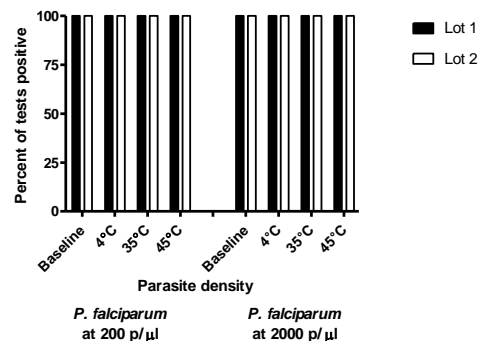 Percent of tests positive
100
75
50
25
0
Baseline 4°C 35°C 45°C Baseline 4°C 35°C 45°C
Parasite density
P. falciparum at 200 p/μl
P. falciparum at 2000 p/μl
Lot 1
Lot 2